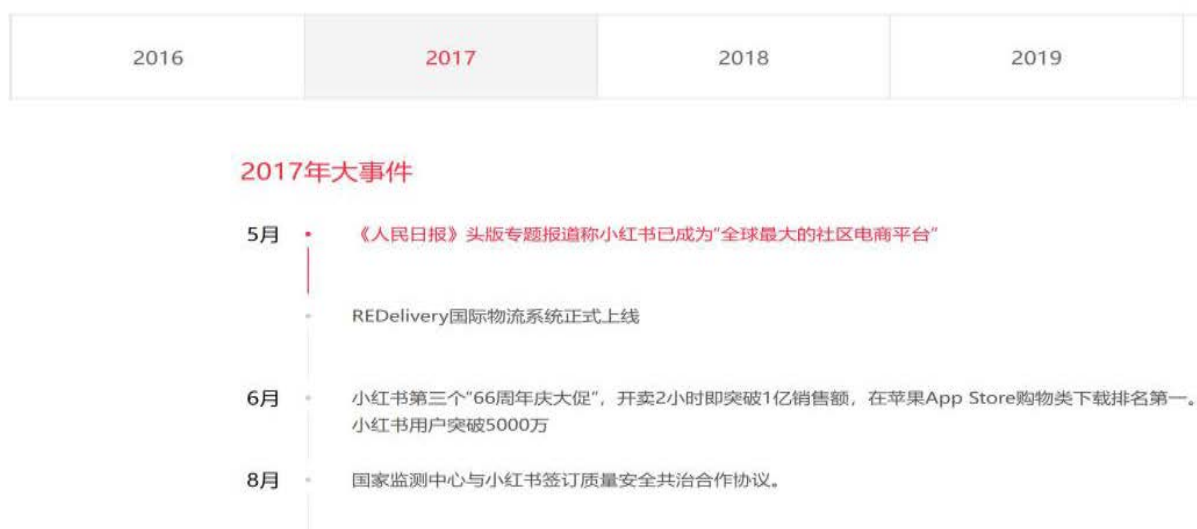 2016 2017 2018 2019
2017年大事件
5月 《人民日报》头版专题报道称小红书已成为"全球最大的社区电商平台"
REDelivery国际物流系统正式上线
6月 小红书第三个"66周年庆大促"，开卖2小时即突破1亿销售额，在苹果App Store购物类下载排名第一。
小红书用户突破5000万
8月 国家监测中心与小红书签订质量安全共治合作协议。